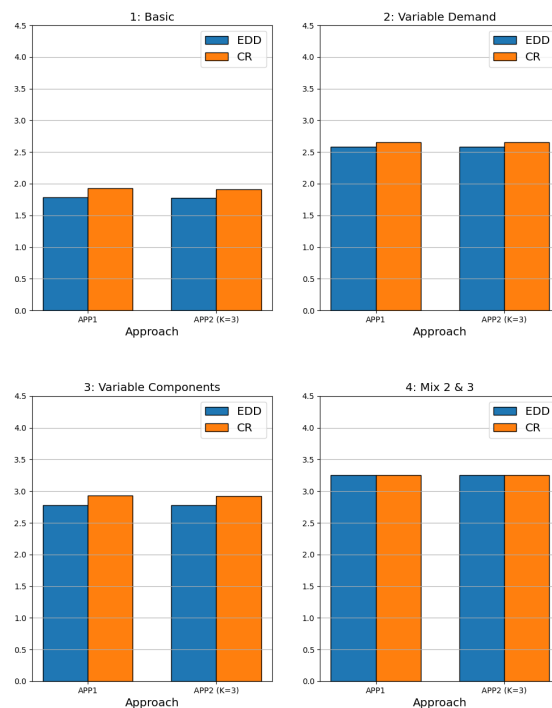 1: Basic
4.5
4.0
3.5
3.0
2.5
2.0
1.5
1.0
0.5
0.0
EDD
CR
APP1
APP2 (K=3)
Approach
2: Variable Demand
4.5
4.0
3.5
3.0
2.5
2.0
1.5
1.0
0.5
0.0
EDD
CR
APP1
APP2 (K=3)
Approach
3: Variable Components
4.5
4.0
3.5
3.0
2.5
2.0
1.5
1.0
0.5
0.0
EDD
CR
APP1
APP2 (K=3)
Approach
4: Mix 2 & 3
4.5
4.0
3.5
3.0
2.5
2.0
1.5
1.0
0.5
0.0
EDD
CR
APP1
APP2 (K=3)
Approach